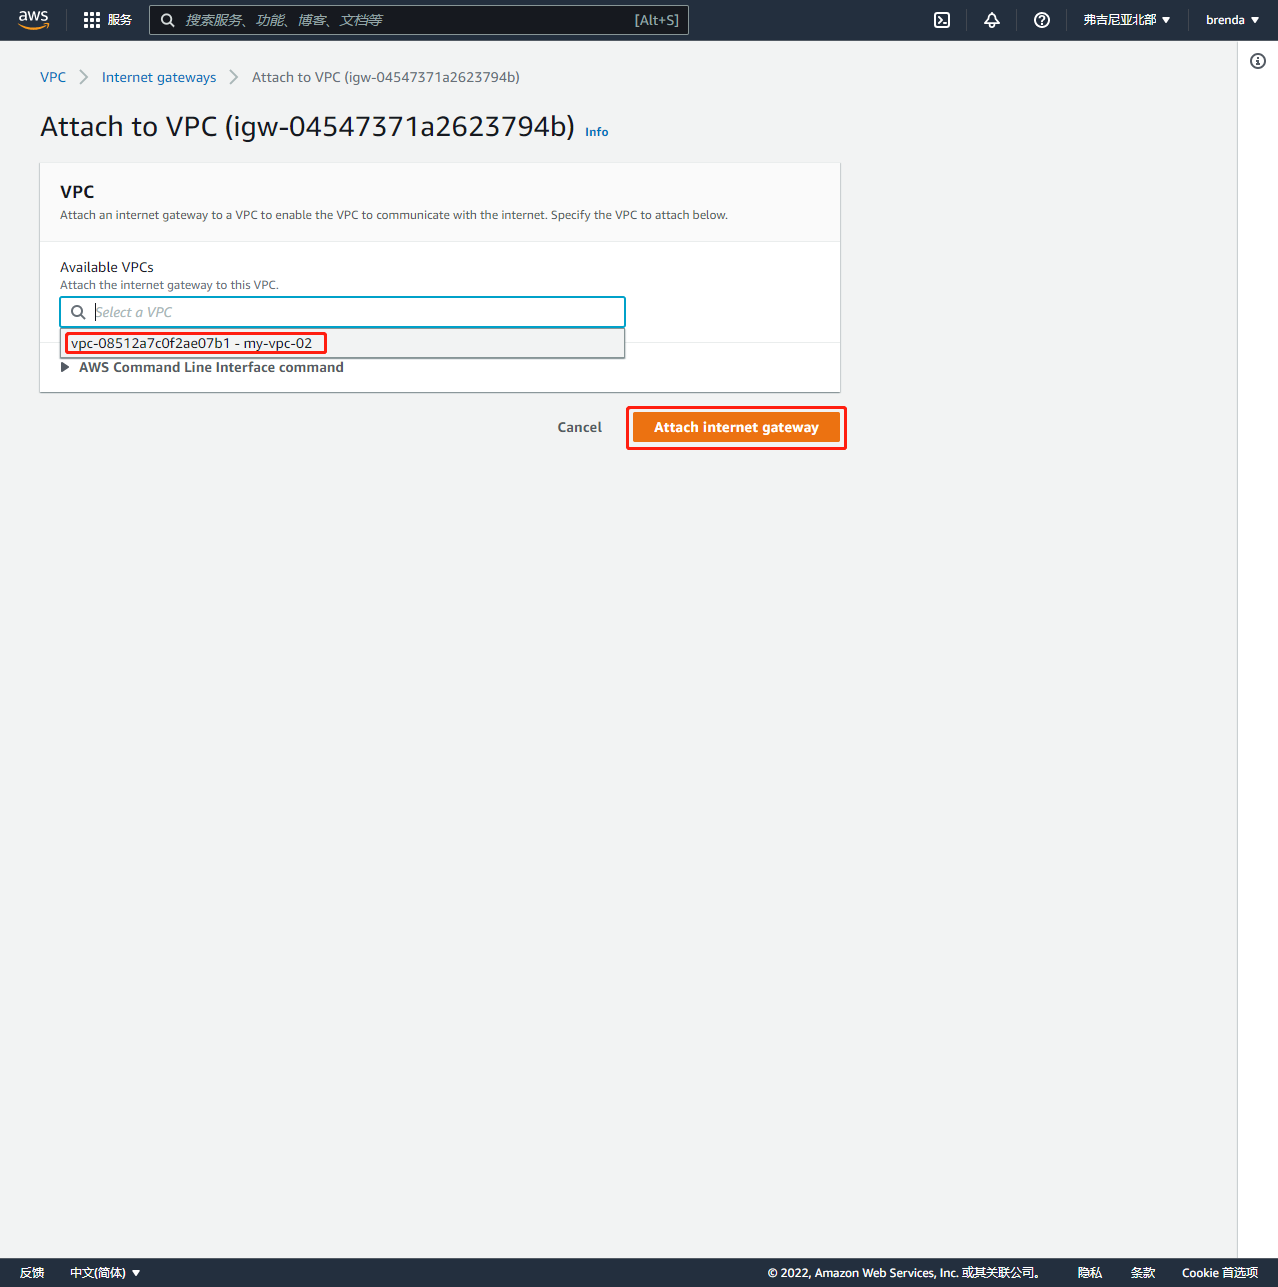 aws 服务 搜索服务、功能、博客、文档等 [Alt+S] 弗吉尼亚北部 brenda
VPC Internet gateways Attach to VPC (igw-04547371a2623794b)
Attach to VPC (igw-04547371a2623794b) Info
VPC
Attach an internet gateway to a VPC to enable the VPC to communicate with the internet. Specify the VPC to attach below.
Available VPCs
Attach the internet gateway to this VPC.
Select a VPC
vpc-08512a7c0f2ae07b1 - my-vpc-02
AWS Command Line Interface command
Cancel Attach internet gateway
反馈 中文(简体) © 2022, Amazon Web Services, Inc. 或其关联公司。 隐私 条款 Cookie 首选项